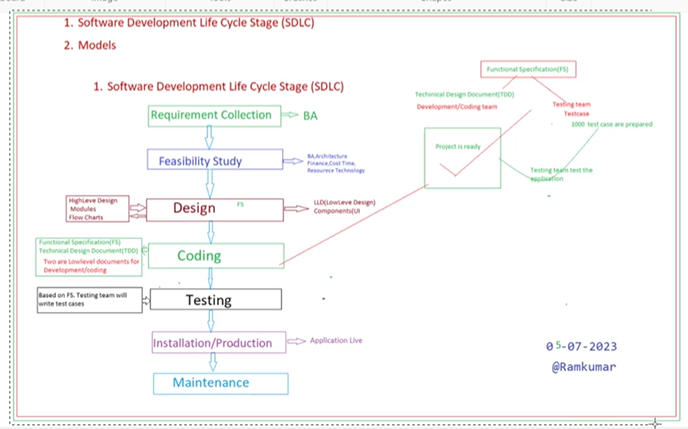 1. Software Development Life Cycle Stage (SDLC)
2. Models
1. Software Development Life Cycle Stage (SDLC)
Requirement Collection
BA
Feasibility Study
BA,Architecture
Finance,Cost Time,
Resourece Technology
HighLeve Design
Modules
Flow Charts
Design
FS
LLD(LowLeve Design)
Components(UI
Functional Specification(FS)
Techinical Design Document(TDD)
Two are Lowlevel documents for
Development/coding
Coding
Based on FS. Testing team will
write test cases
Testing
Installation/Production
Application Live
Maintenance
Functional Specification(FS)
Techinical Design Document(TDD)
Development/Coding team
Testing team
Testcase
1000 test case are prepared
Project is ready
Testing team test the
application
05-07-2023
@Ramkumar